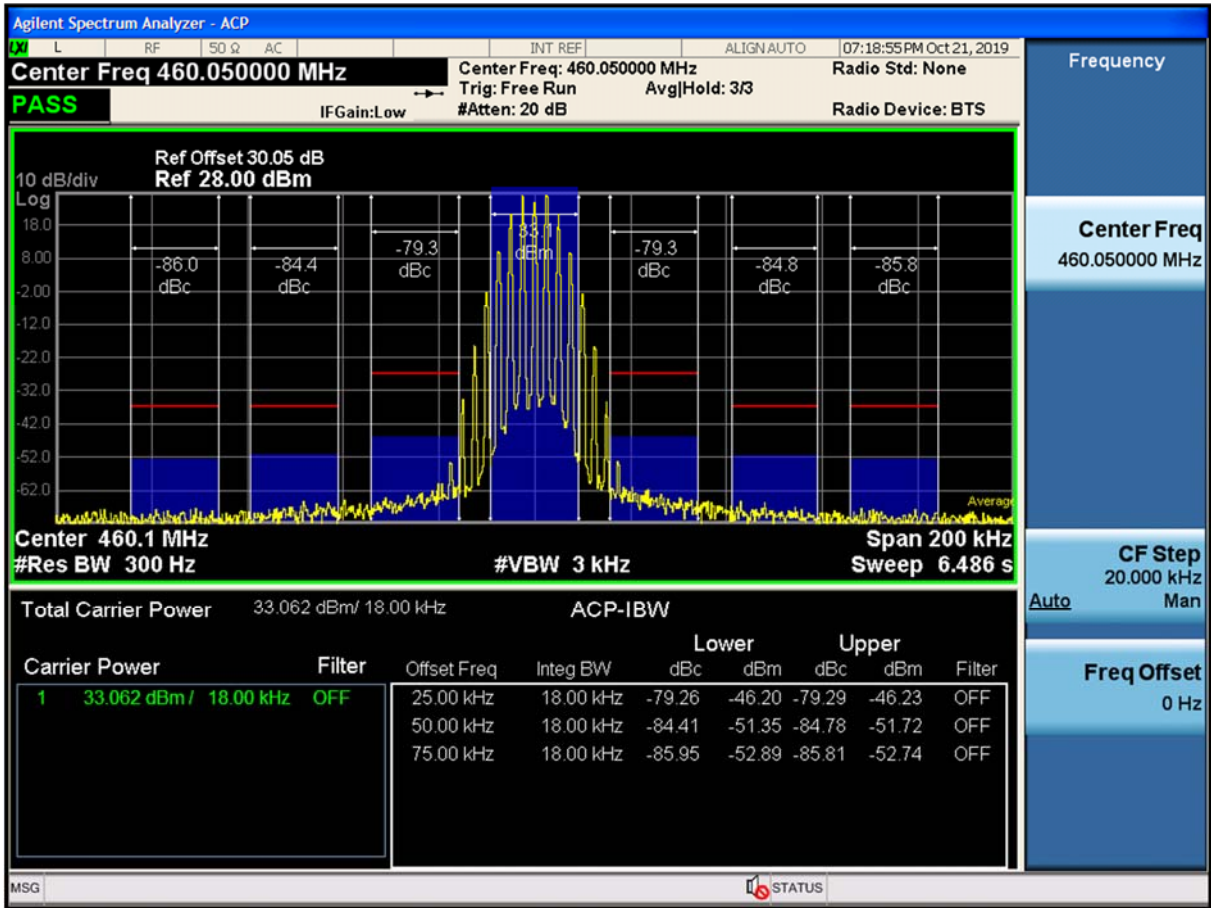 Agilent Spectrum Analyzer - ACP
LXI L RF 50 Ω AC INT REF ALIGN AUTO 07:18:55 PM Oct 21, 2019
Center Freq 460.050000 MHz
Center Freq: 460.050000 MHz
Radio Std: None
Trig: Free Run
Avg|Hold: 3/3
PASS
IFGain:Low
#Atten: 20 dB
Radio Device: BTS
Ref Offset 30.05 dB
10 dB/div
Ref 28.00 dBm
Log
18.0
8.00
-2.00
-12.0
-22.0
-32.0
-42.0
-52.0
-62.0
-86.0
dBc
-84.4
dBc
-79.3
dBc
33.1
dBm
-79.3
dBc
-84.8
dBc
-85.8
dBc
Average
Center 460.1 MHz
Span 200 kHz
#Res BW 300 Hz
#VBW 3 kHz
Sweep 6.486 s
Total Carrier Power 33.062 dBm/ 18.00 kHz
ACP-IBW
Lower Upper
Carrier Power Filter
Offset Freq Integ BW dBc dBm dBc dBm Filter
1 33.062 dBm / 18.00 kHz OFF
25.00 kHz 18.00 kHz -79.26 -46.20 -79.29 -46.23 OFF
50.00 kHz 18.00 kHz -84.41 -51.35 -84.78 -51.72 OFF
75.00 kHz 18.00 kHz -85.95 -52.89 -85.81 -52.74 OFF
MSG
STATUS
Frequency
Center Freq
460.050000 MHz
CF Step
20.000 kHz
Auto Man
Freq Offset
0 Hz